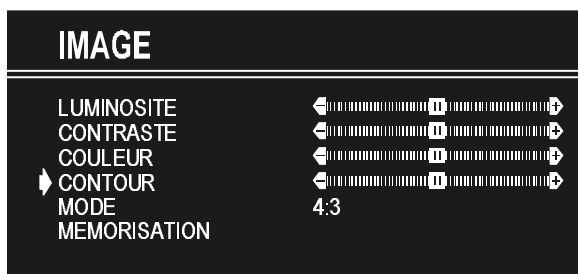 IMAGE
LUMINOSITE
CONTRASTE
COULEUR
CONTOUR
MODE 4:3
MEMORISATION